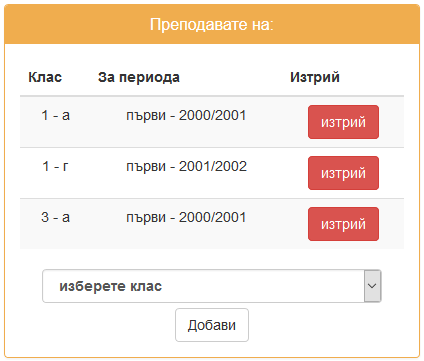 Преподавате на:
Клас За периода Изтрий
1 - а първи - 2000/2001 изтрий
1 - г първи - 2001/2002 изтрий
3 - а първи - 2000/2001 изтрий
изберете клас
Добави